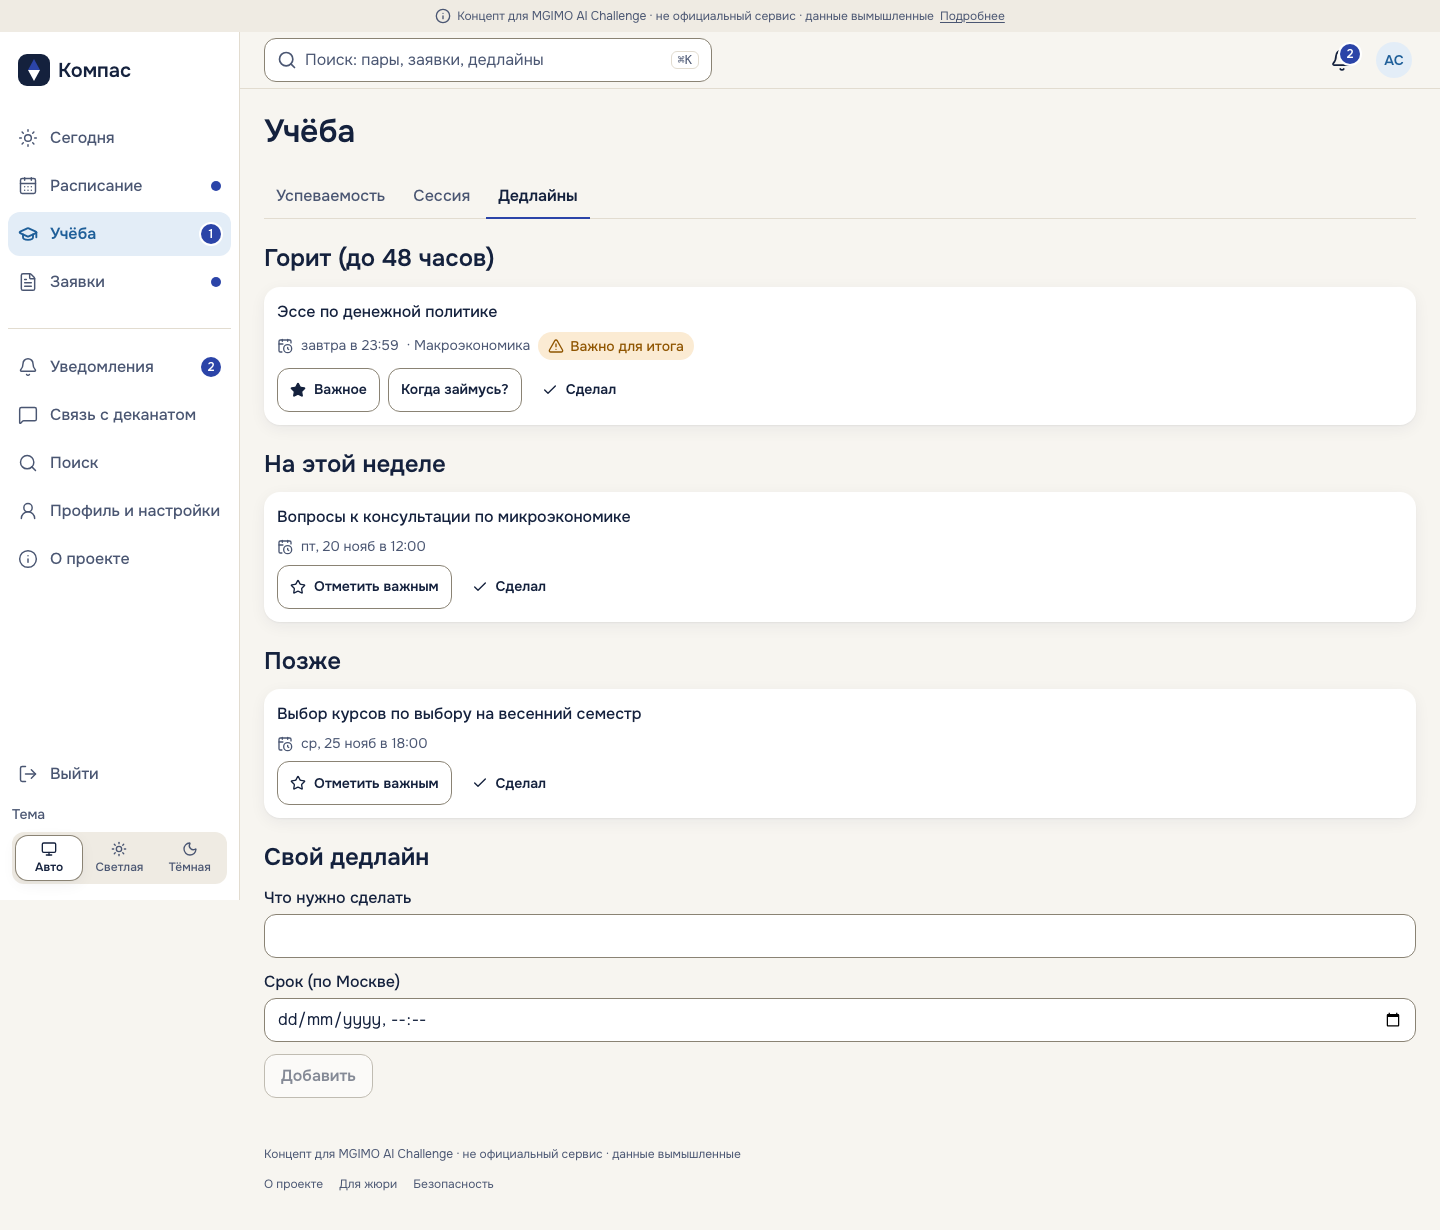 Концепт для MGIMO AI Challenge · не официальный сервис · данные вымышленные Подробнее
Компас
Поиск: пары, заявки, дедлайны
⌘K
2
АС
Сегодня
Расписание
Учёба
1
Заявки
Уведомления
2
Связь с деканатом
Поиск
Профиль и настройки
О проекте
Выйти
Тема
Авто
Светлая
Тёмная
Учёба
Успеваемость
Сессия
Дедлайны
Горит (до 48 часов)
Эссе по денежной политике
завтра в 23:59 · Макроэкономика
Важно для итога
Важное
Когда займусь?
Сделал
На этой неделе
Вопросы к консультации по микроэкономике
пт, 20 нояб в 12:00
Отметить важным
Сделал
Позже
Выбор курсов по выбору на весенний семестр
ср, 25 нояб в 18:00
Отметить важным
Сделал
Свой дедлайн
Что нужно сделать
Срок (по Москве)
dd/mm/yyyy, --:--
Добавить
Концепт для MGIMO AI Challenge · не официальный сервис · данные вымышленные
О проекте
Для жюри
Безопасность